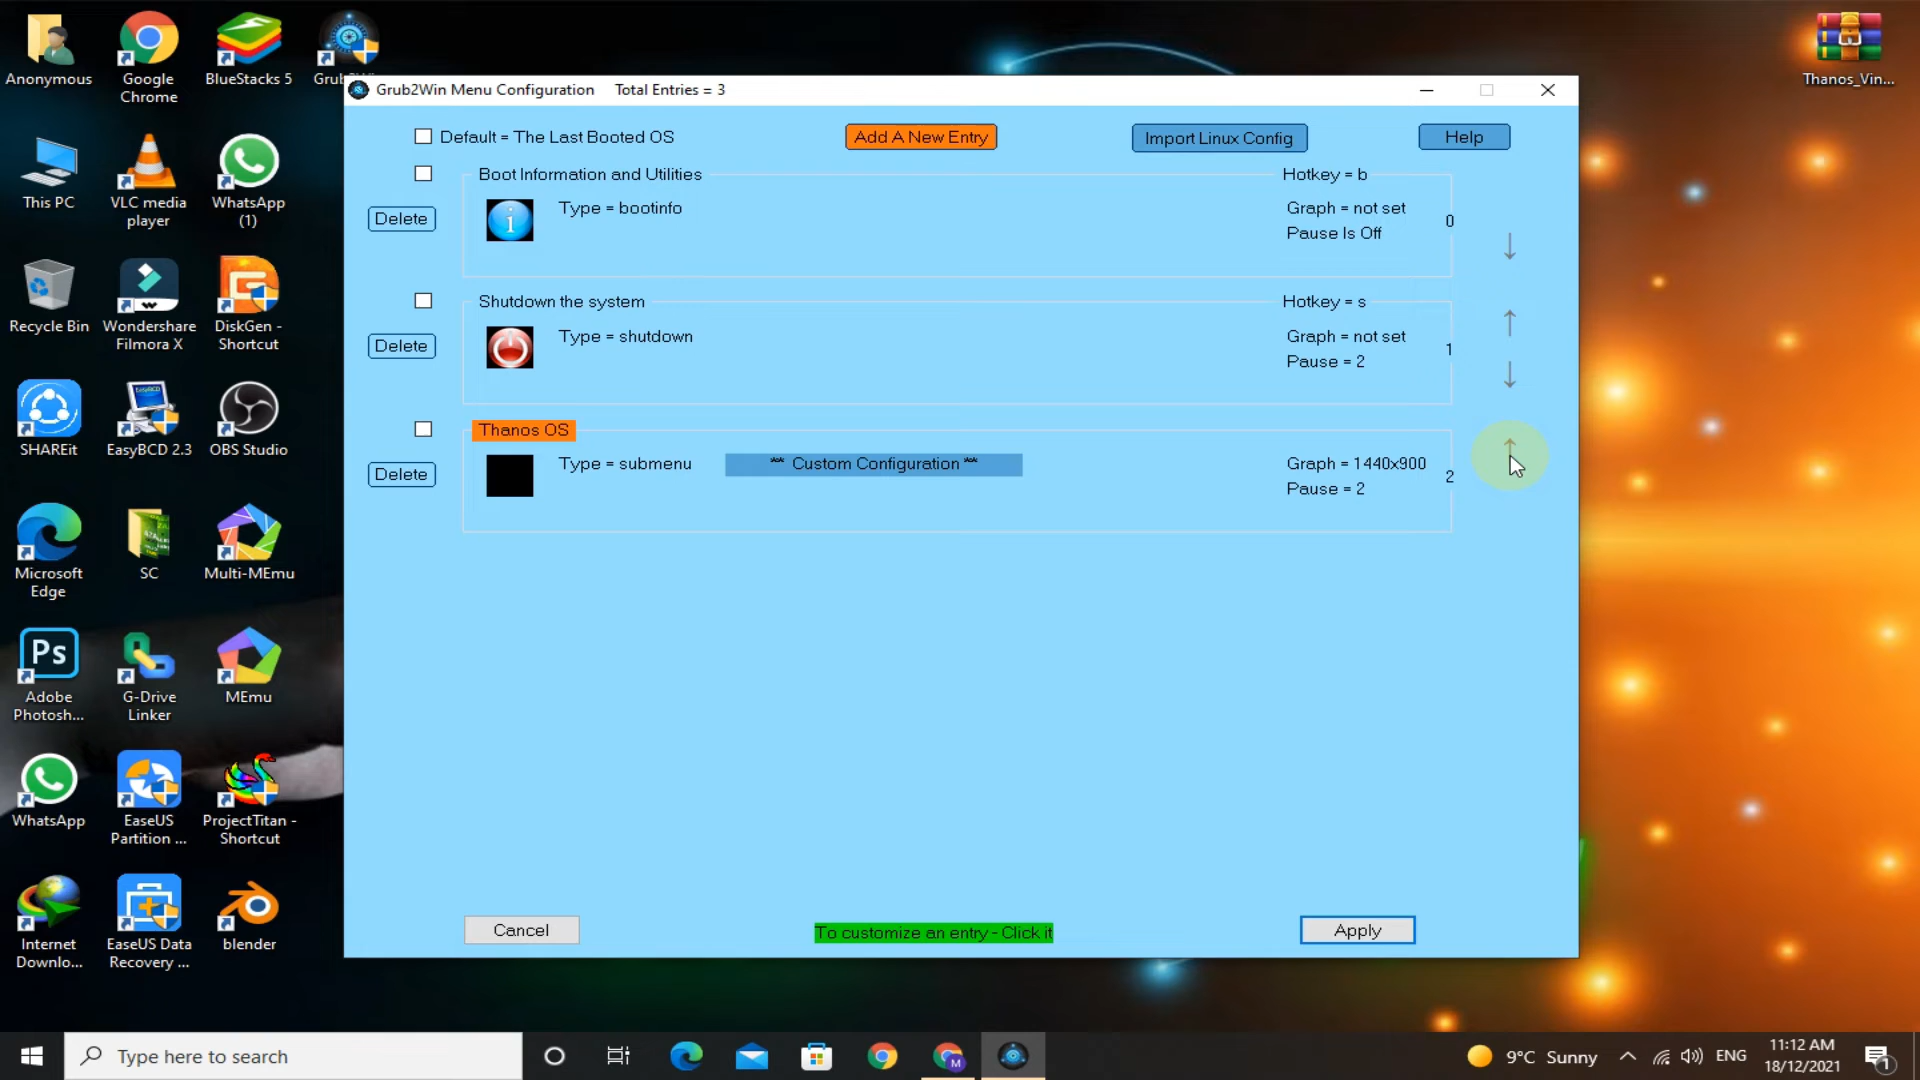 Anonymous
Google
Chrome
BlueStacks 5
Thanos_Vin...
Grub2Win Menu Configuration Total Entries = 3
Default = The Last Booted OS
Add A New Entry
Import Linux Config
Help
Boot Information and Utilities
Hotkey = b
Delete
Type = bootinfo
Graph = not set
Pause Is Off
0
Shutdown the system
Hotkey = s
Delete
Type = shutdown
Graph = not set
Pause = 2
1
Thanos OS
Delete
Type = submenu
** Custom Configuration **
Graph = 1440x900
Pause = 2
2
Cancel
To customize an entry - Click it
Apply
This PC
VLC media
player
WhatsApp
(1)
Recycle Bin
Wondershare
Filmora X
DiskGen -
Shortcut
SHAREit
EasyBCD
EasyBCD 2.3
OBS Studio
Microsoft
Edge
SC
Multi-MEmu
Ps
Adobe
Photosh...
G-Drive
Linker
MEmu
WhatsApp
EaseUS
Partition ...
ProjectTitan -
Shortcut
Internet
Downlo...
EaseUS Data
Recovery ...
blender
Type here to search
M
9°C Sunny
ENG
11:12 AM
18/12/2021
1